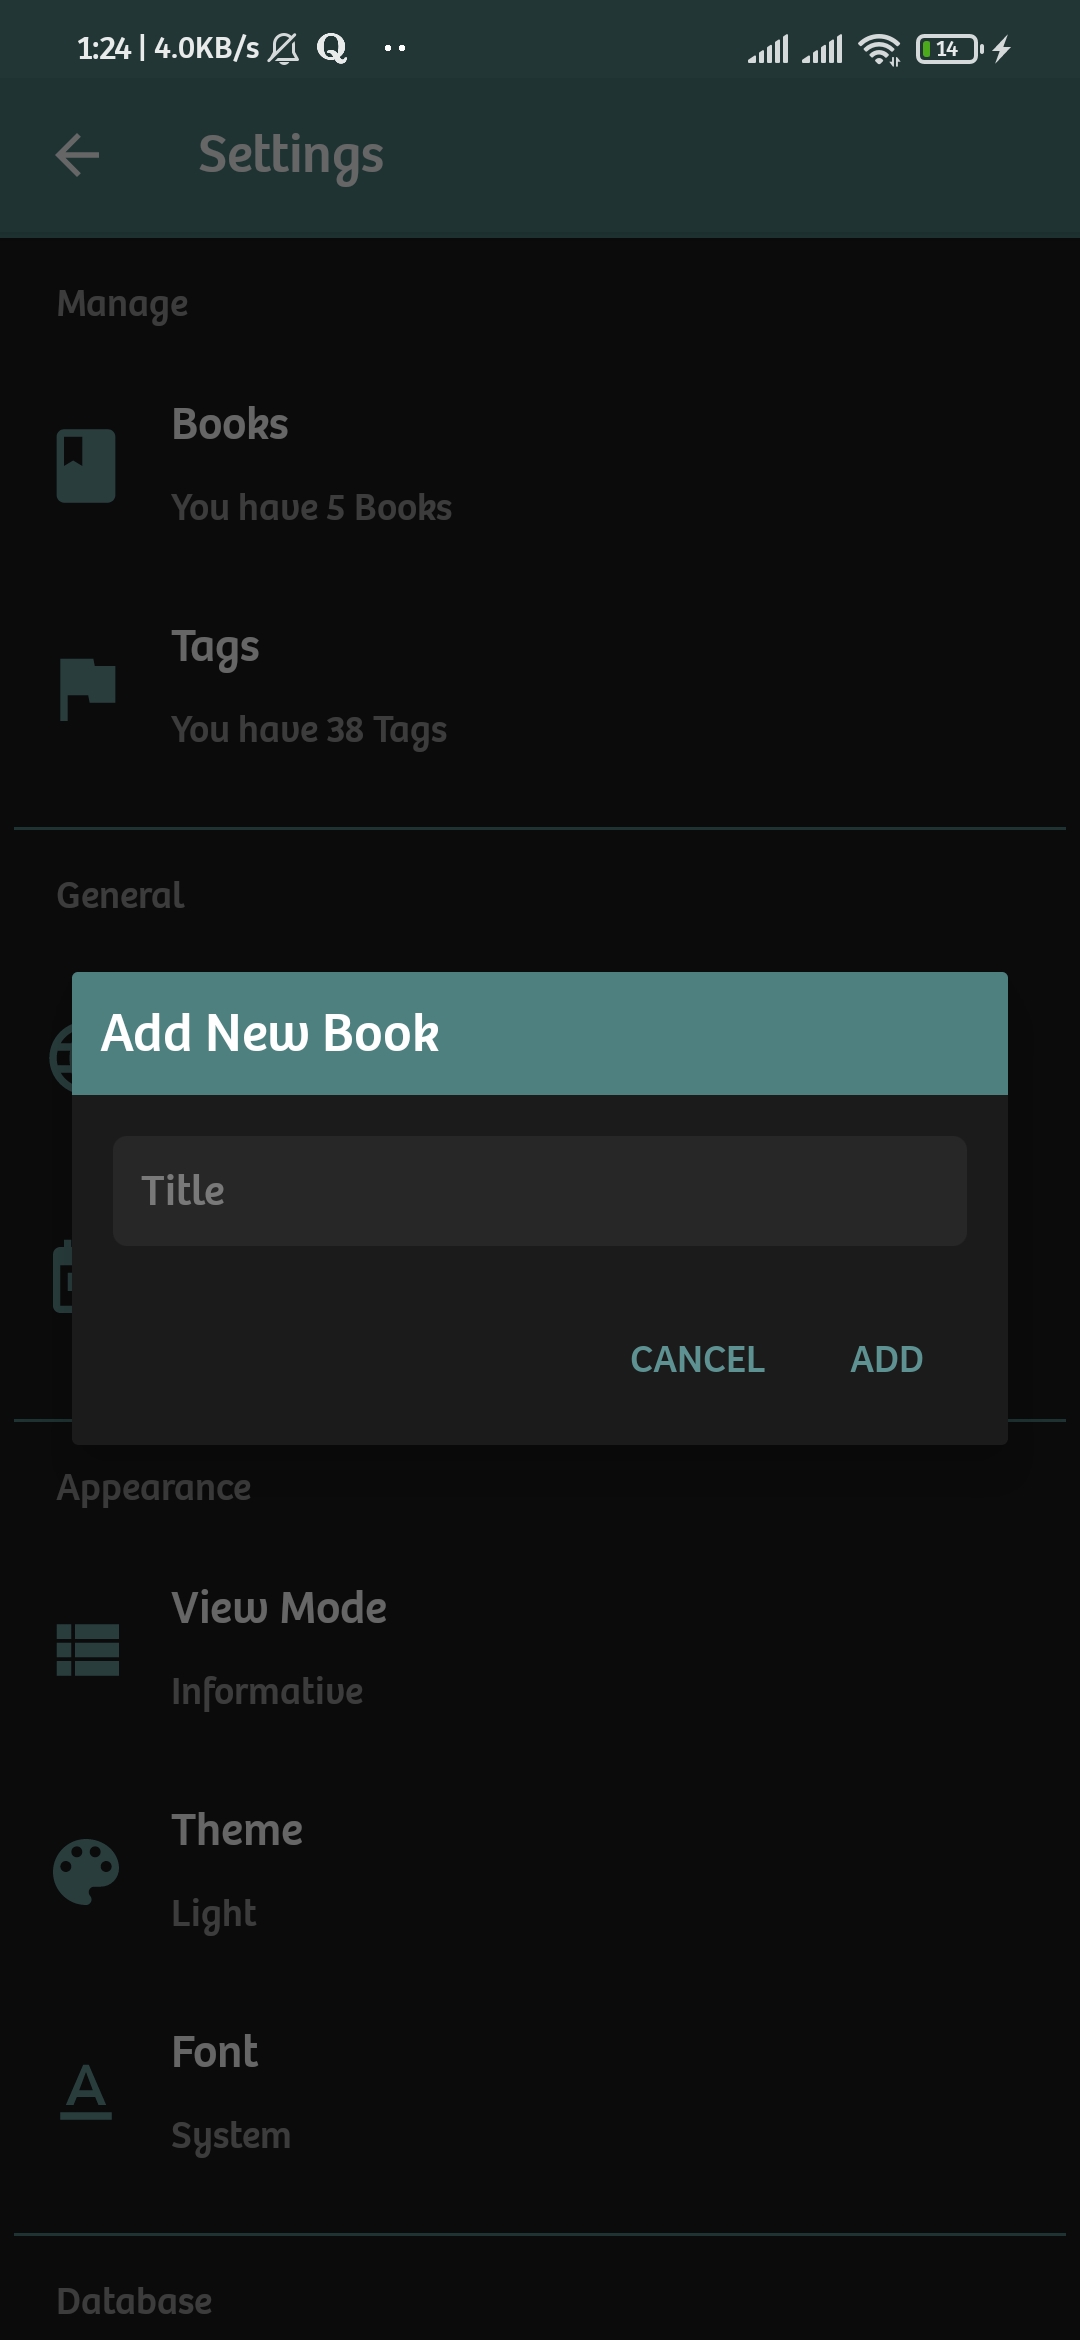 1:24 | 4.0KB/s Q 14
Settings
Manage
Books
You have 5 Books
Tags
You have 38 Tags
General
Add New Book
Title
CANCEL ADD
Appearance
View Mode
Informative
Theme
Light
Font
System
Database